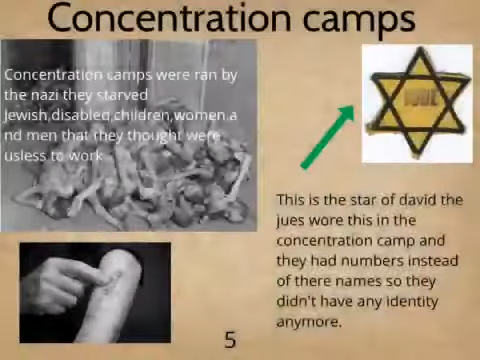 Concentration camps
Concentration camps were ran by
the nazi they starved
Jewish,disabled,children,women,a
nd men that they thought were
usless to work
JUDE
This is the star of david the
jues wore this in the
concentration camp and
they had numbers instead
of there names so they
didn't have any identity
anymore.
5